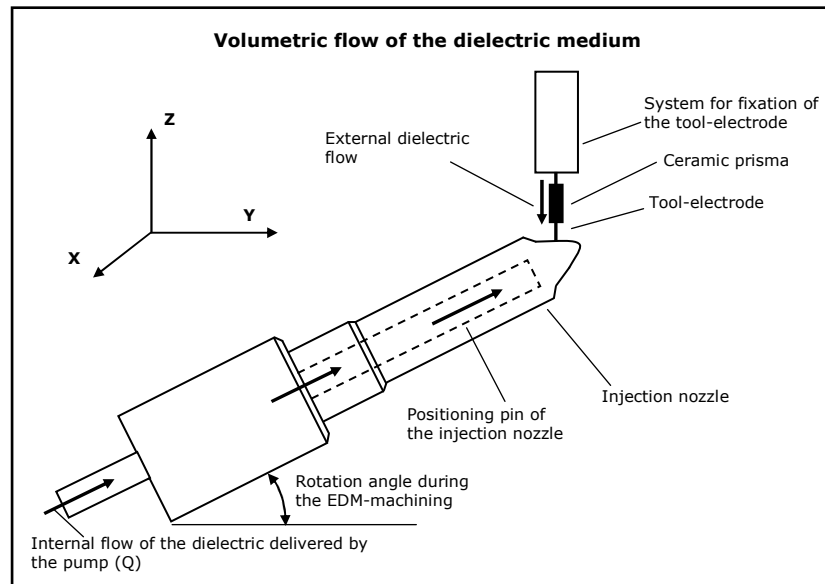 Volumetric flow of the dielectric medium
System for fixation of
the tool-electrode
External dielectric
flow
Ceramic prisma
Tool-electrode
Z
Y
X
Injection nozzle
Positioning pin of
the injection nozzle
Rotation angle during
the EDM-machining
Internal flow of the dielectric delivered by
the pump (Q)